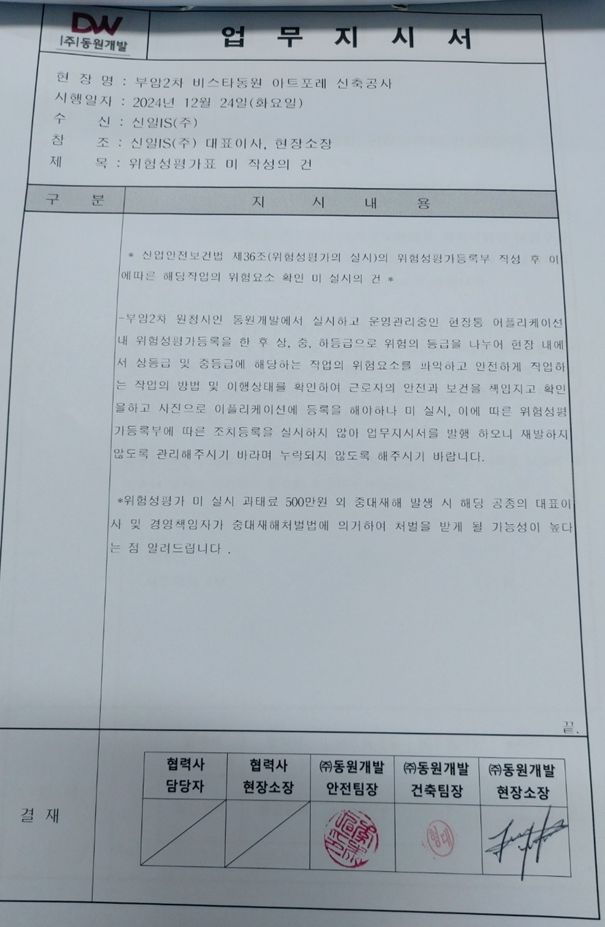 DW
(주)동원개발
업 무 지 시 서
현 장 명 : 부암2차 비스타동원 아트포레 신축공사
시행일자 : 2024년 12월 24일(화요일)
수 신 : 신일IS(주)
참 조 : 신일IS(주) 대표이사, 현장소장
제 목 : 위험성평가표 미 작성의 건
구 분 지 시 내 용
* 산업안전보건법 제36조(위험성평가의 실시)의 위험성평가등록부 작성 후 이
에따른 해당작업의 위험요소 확인 미 실시의 건 *
-부암2차 원청사인 동원개발에서 실시하고 운영관리중인 현장통 어플리케이션
내 위험성평가등록을 한 후 상, 중, 하등급으로 위험의 등급을 나누어 현장 내에
서 상등급 및 중등급에 해당하는 작업의 위험요소를 파악하고 안전하게 작업하
는 작업의 방법 및 이행상태를 확인하여 근로자의 안전과 보건을 책임지고 확인
을하고 사진으로 어플리케이션에 등록을 해야하나 미 실시, 이에 따른 위험성평
가등록부에 따른 조치등록을 실시하지 않아 업무지시서를 발행 하오니 재발하지
않도록 관리해주시기 바라며 누락되지 않도록 해주시기 바랍니다.
*위험성평가 미 실시 과태료 500만원 외 중대재해 발생 시 해당 공종의 대표이
사 및 경영책임자가 중대재해처벌법에 의거하여 처벌을 받게 될 가능성이 높다
는 점 알려드립니다 .
끝.
결 재
협력사 담당자
협력사 현장소장
㈜동원개발 안전팀장
㈜동원개발 건축팀장
㈜동원개발 현장소장